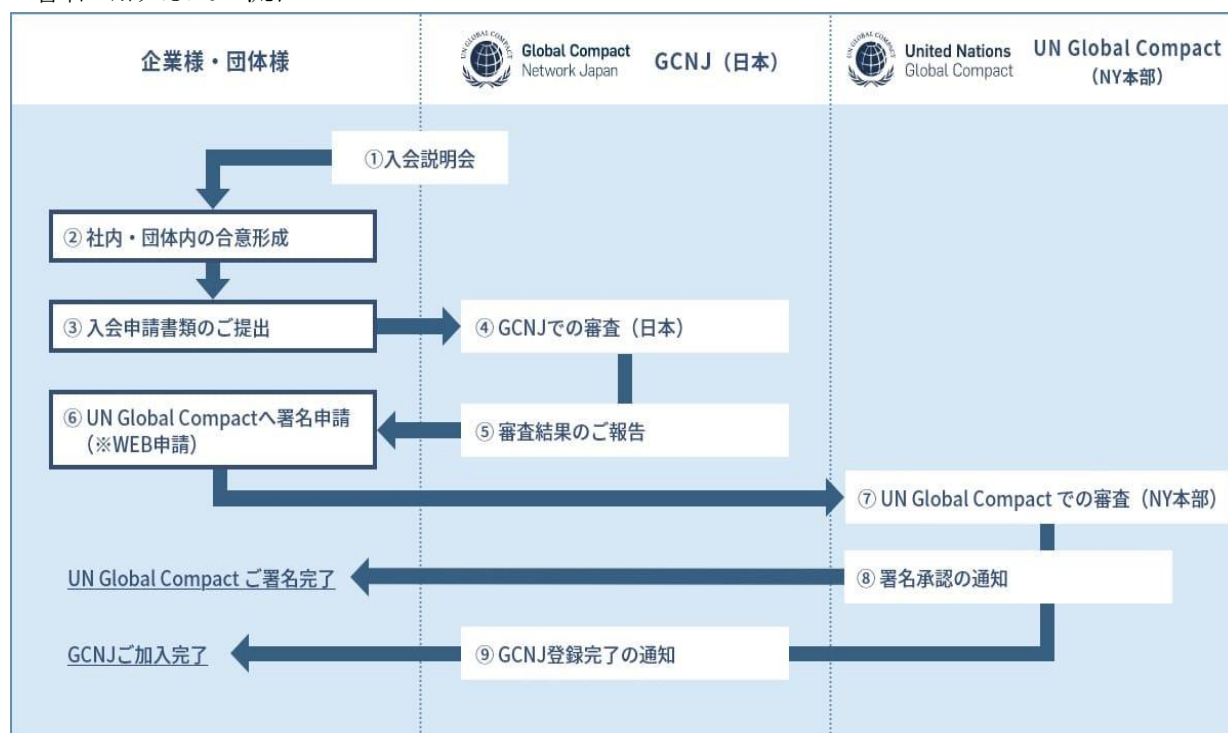 企業様・団体様
UN GLOBAL COMPACT
Global Compact
Network Japan
GCNJ（日本）
UN GLOBAL COMPACT
United Nations
Global Compact
UN Global Compact
（NY本部）
①入会説明会
②社内・団体内の合意形成
③入会申請書類のご提出
④GCNJでの審査（日本）
⑥UN Global Compactへ署名申請
（※WEB申請）
⑤審査結果のご報告
⑦UN Global Compact での審査（NY本部）
UN Global Compact ご署名完了
⑧署名承認の通知
GCNJご加入完了
⑨GCNJ登録完了の通知